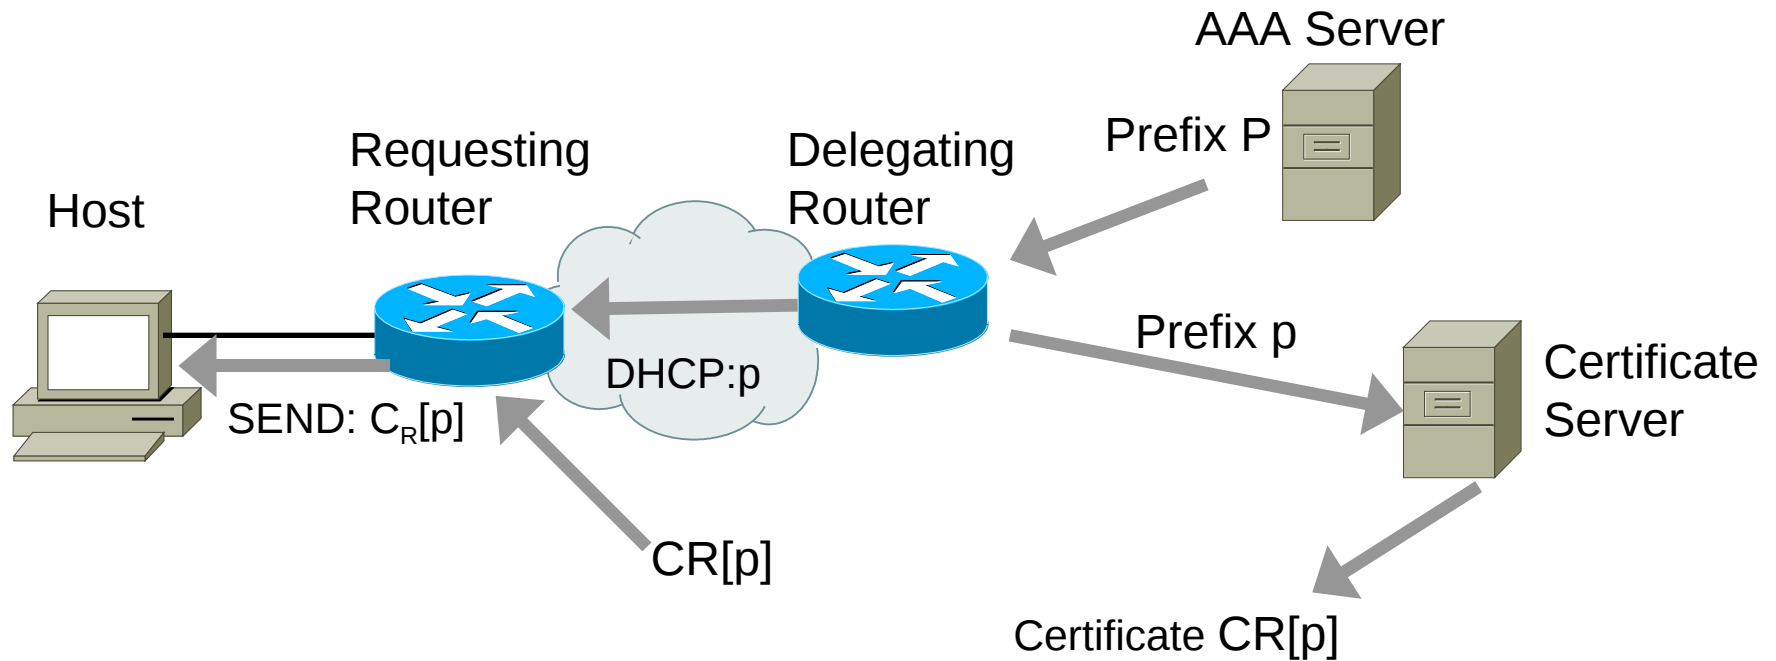 AAA Server
Prefix P
Requesting
Router
Delegating
Router
Host
Prefix p
Certificate
Server
DHCP:p
SEND: CR[p]
CR[p]
Certificate CR[p]